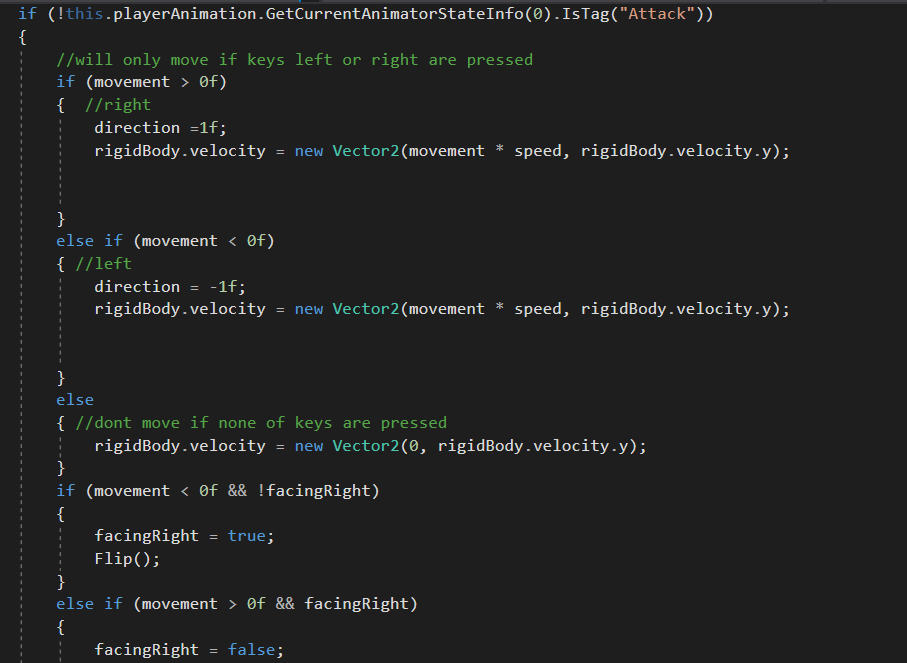 if (!this.playerAnimation.GetCurrentAnimatorStateInfo(0).IsTag("Attack"))
{
//will only move if keys left or right are pressed
if (movement > 0f)
{ //right
direction =1f;
rigidBody.velocity = new Vector2(movement * speed, rigidBody.velocity.y);
}
else if (movement < 0f)
{ //left
direction = -1f;
rigidBody.velocity = new Vector2(movement * speed, rigidBody.velocity.y);
}
else
{ //dont move if none of keys are pressed
rigidBody.velocity = new Vector2(0, rigidBody.velocity.y);
}
if (movement < 0f && !facingRight)
{
facingRight = true;
Flip();
}
else if (movement > 0f && facingRight)
{
facingRight = false;